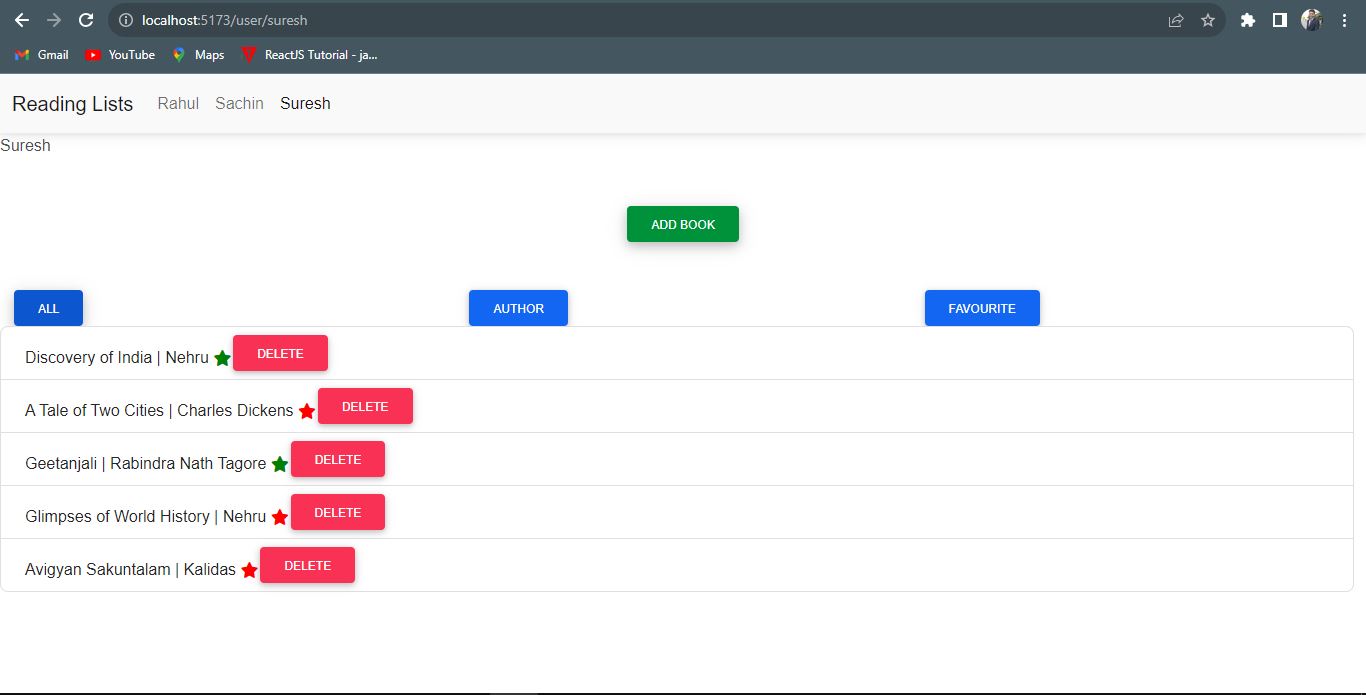 localhost:5173/user/suresh
Gmail YouTube Maps ReactJS Tutorial - ja...
Reading Lists Rahul Sachin Suresh
Suresh
ADD BOOK
ALL AUTHOR FAVOURITE
Discovery of India | Nehru DELETE
A Tale of Two Cities | Charles Dickens DELETE
Geetanjali | Rabindra Nath Tagore DELETE
Glimpses of World History | Nehru DELETE
Avigyan Sakuntalam | Kalidas DELETE